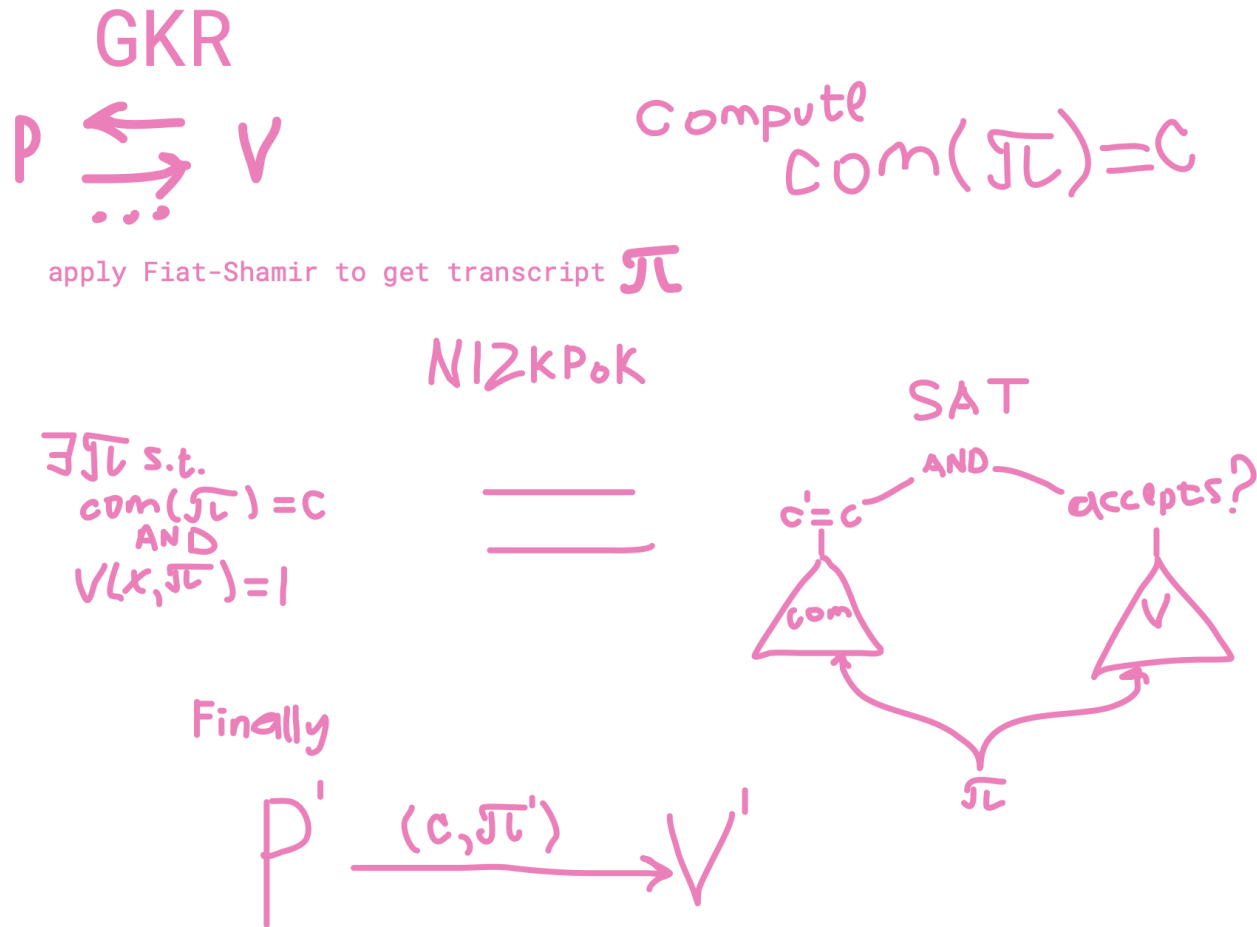 GKR
P V
...
compute
com(π)=C
apply Fiat-Shamir to get transcript π
NIZKPoK
∃π s.t.
com(π)=C
AND
V(x,π)=1
=
SAT
AND
c'=c
accepts?
com
V
π
Finally
P' (C,π') V'